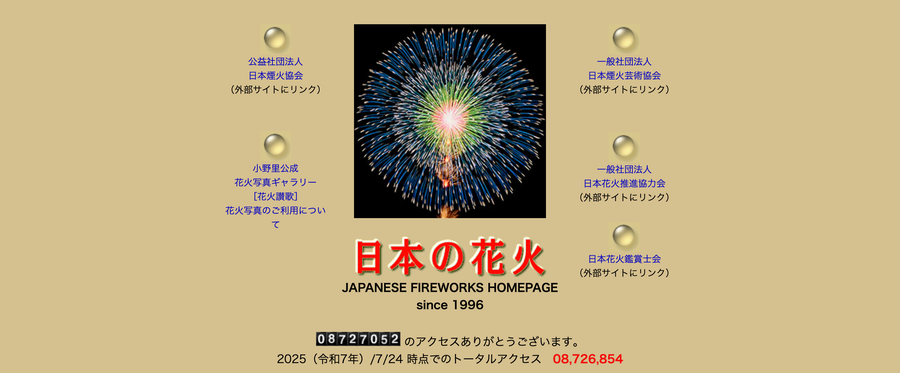 公益社団法人
日本煙火協会
（外部サイトにリンク）
小野里公成
花火写真ギャラリー
［花火讃歌］
花火写真のご利用につい
て
日本の花火
JAPANESE FIREWORKS HOMEPAGE
since 1996
一般社団法人
日本煙火芸術協会
（外部サイトにリンク）
一般社団法人
日本花火推進協力会
（外部サイトにリンク）
日本花火鑑賞士会
（外部サイトにリンク）
08727052 のアクセスありがとうございます。
2025（令和7年）/7/24 時点でのトータルアクセス 08,726,854